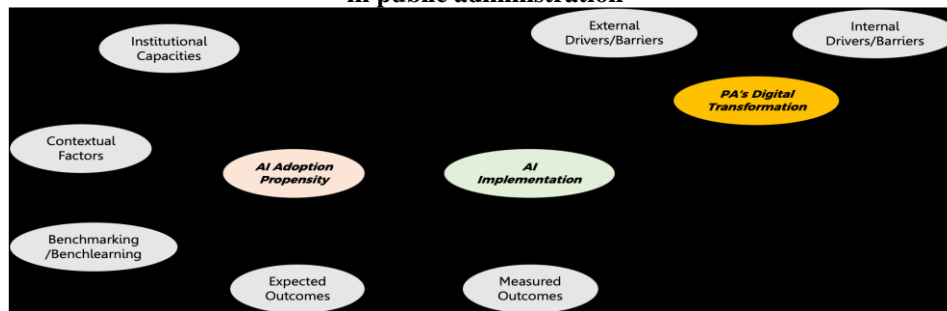 in public administration
Institutional
Capacities
External
Drivers/Barriers
Internal
Drivers/Barriers
PA's Digital
Transformation
Contextual
Factors
AI Adoption
Propensity
AI
Implementation
Benchmarking
/Benchlearning
Expected
Outcomes
Measured
Outcomes